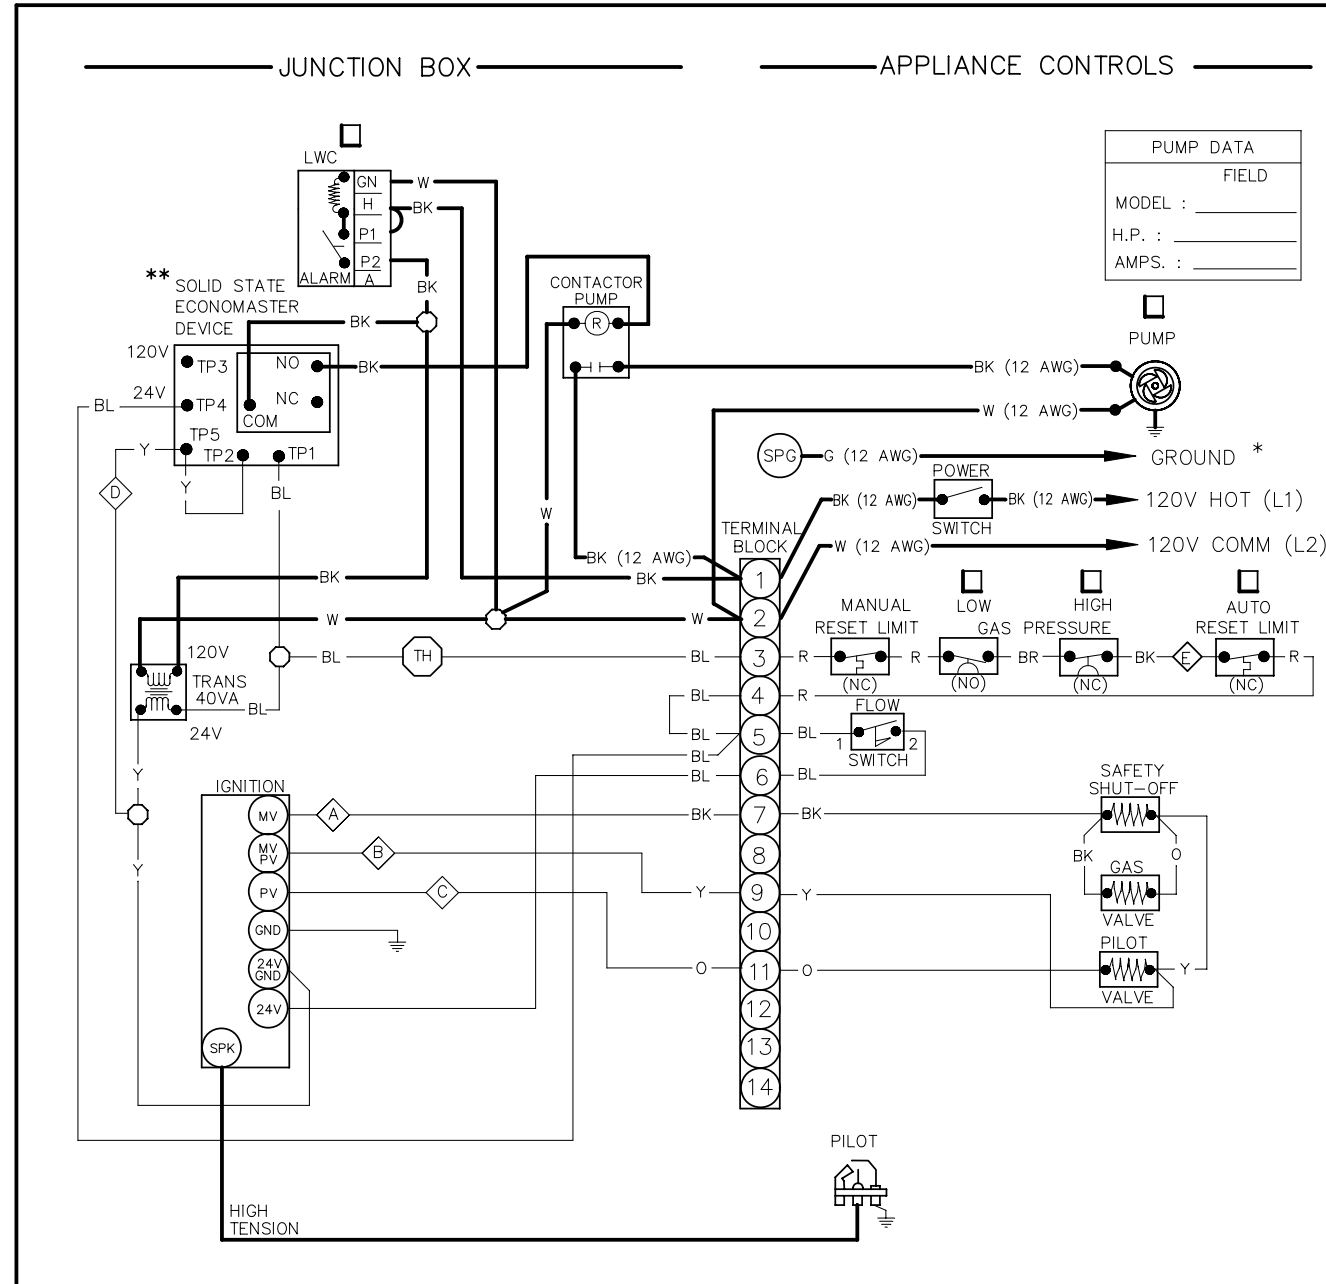 JUNCTION BOX
APPLIANCE CONTROLS
PUMP DATA
FIELD
MODEL :
H.P. :
AMPS. :
LWC
GN
W
H
BK
P1
P2
ALARM
A
BK
**
SOLID STATE
ECONOMASTER
DEVICE
BK
CONTACTOR
PUMP
R
PUMP
120V
TP3
NO
BK
BK (12 AWG)
24V
BL
TP4
NC
COM
W (12 AWG)
TP5
Y
TP2
TP1
SPG
G (12 AWG)
GROUND *
POWER
D
Y
BL
BK (12 AWG)
BK (12 AWG)
120V HOT (L1)
SWITCH
W
TERMINAL
BLOCK
W (12 AWG)
120V COMM (L2)
BK (12 AWG)
BK
BK
1
MANUAL
LOW
HIGH
AUTO
W
W
2
RESET LIMIT
GAS PRESSURE
RESET LIMIT
120V
BL
TH
BL
3
R
R
BR
BK
E
R
(NC)
(NO)
(NC)
(NC)
TRANS
40VA
BL
24V
BL
4
R
FLOW
BL
5
BL
1
2
SWITCH
BL
BL
6
BL
Y
IGNITION
SAFETY
SHUT-OFF
MV
A
BK
7
BK
MV
PV
B
8
BK
O
Y
GAS
PV
C
Y
9
Y
VALVE
GND
10
PILOT
24V
GND
O
11
O
Y
VALVE
24V
12
SPK
13
14
PILOT
HIGH
TENSION